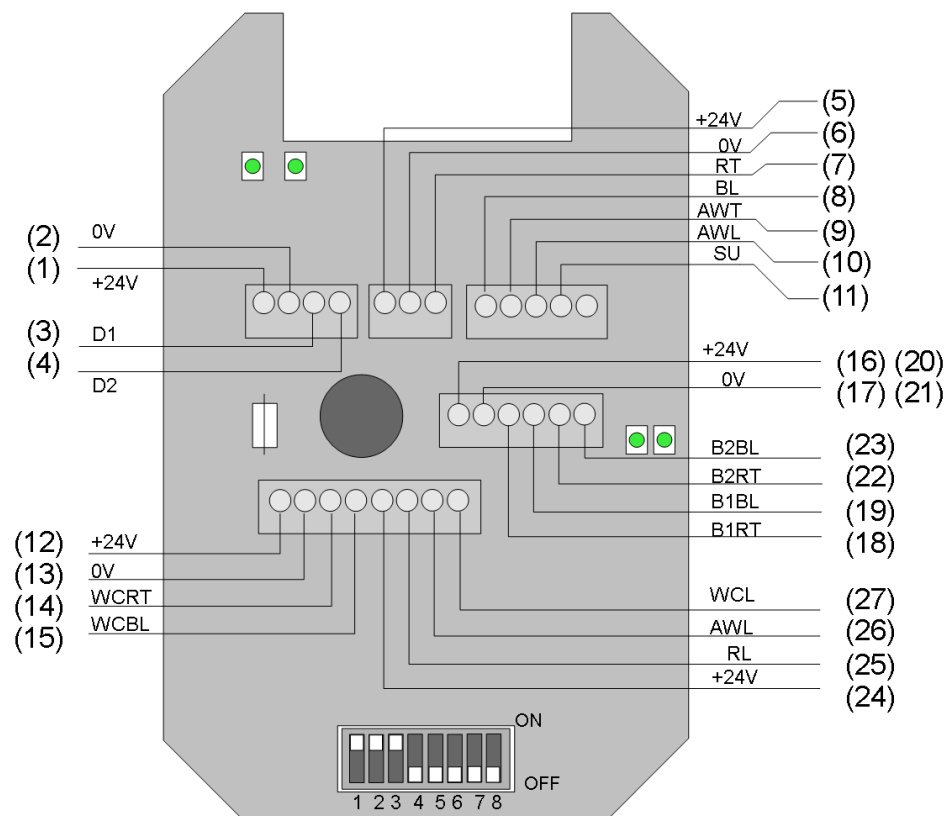 +24V (5)
0V (6)
RT (7)
BL (8)
AWT (9)
AWL (10)
SU (11)
(2) 0V
(1) +24V
(3) D1
(4) D2
+24V (16) (20)
0V (17) (21)
B2BL (23)
B2RT (22)
B1BL (19)
B1RT (18)
(12) +24V
(13) 0V
(14) WCRT
(15) WCBL
WCL (27)
AWL (26)
RL (25)
+24V (24)
ON
OFF
1 2 3 4 5 6 7 8